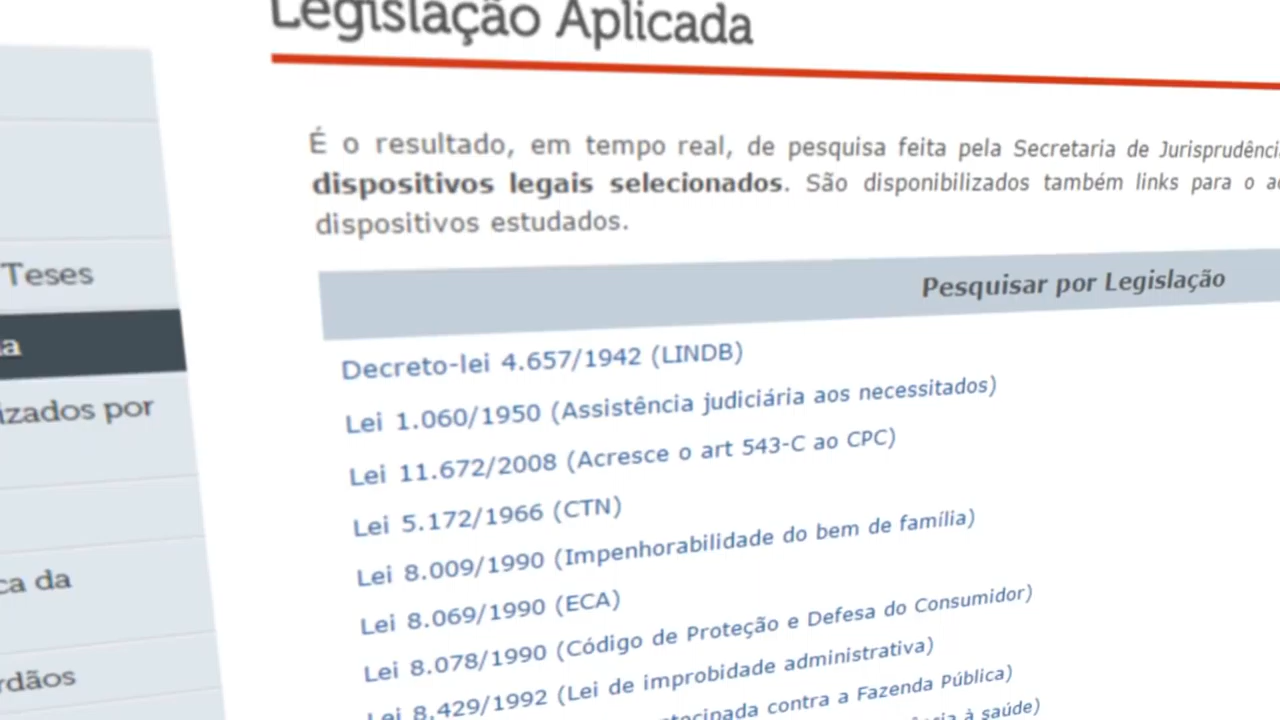 Legislação Aplicada
É o resultado, em tempo real, de pesquisa feita pela Secretaria de
dispositivos legais selecionados. São disponibilizados também links para o
dispositivos estudados.
Teses
Pesquisar por Legislação
Decreto-lei 4.657/1942 (LINDB)
Lei 1.060/1950 (Assistência judiciária aos necessitados)
izados por
Lei 11.672/2008 (Acresce o art 543-C ao CPC)
Lei 5.172/1966 (CTN)
Lei 8.009/1990 (Impenhorabilidade do bem de família)
ca da
Lei 8.069/1990 (ECA)
Lei 8.078/1990 (Código de Proteção e Defesa do Consumidor)
rdãos
Lei 8.429/1992 (Lei de improbidade administrativa)
contra a Fazenda Pública)
à saúde)